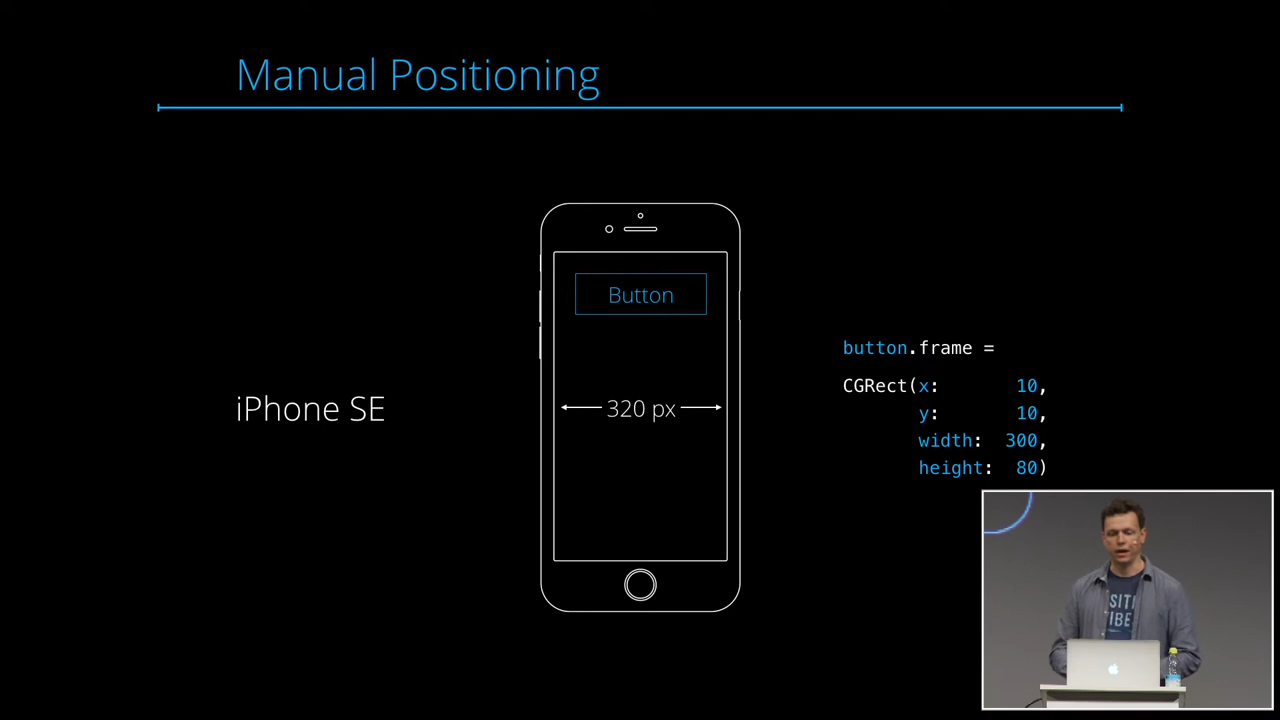 Manual Positioning
Button
button.frame =
CGRect(x: 10,
y: 10,
iPhone SE
320 px
width: 300,
height: 80)